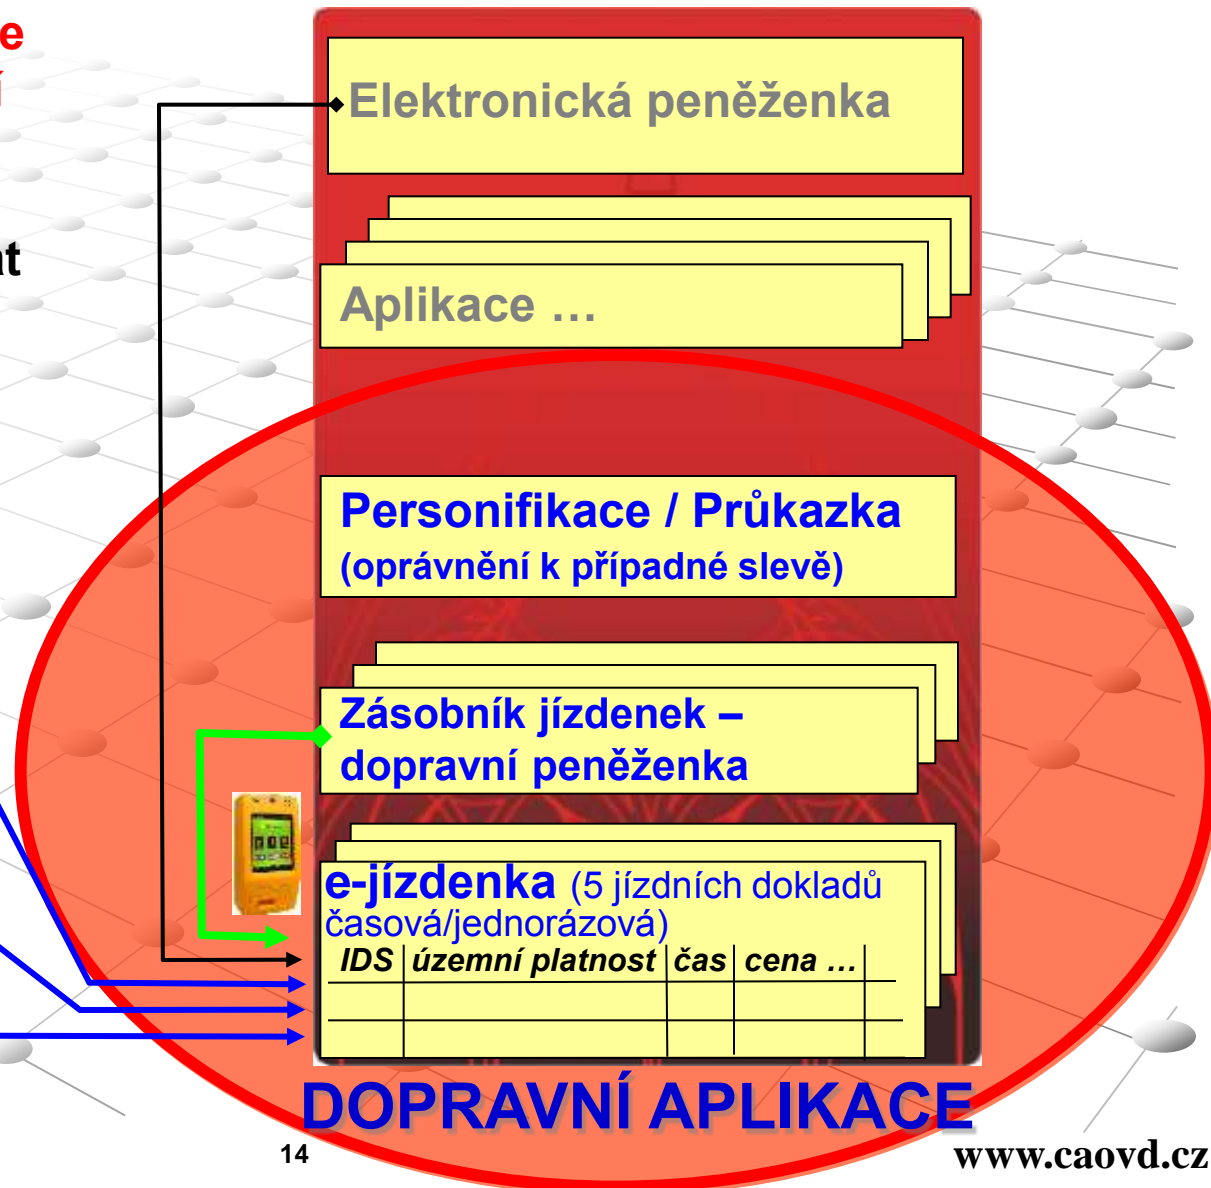 e
í
at
Elektronická peněženka
Aplikace …
Personifikace / Průkazka
(oprávnění k případné slevě)
Zásobník jízdenek –
dopravní peněženka
e-jízdenka (5 jízdních dokladů
časová/jednorázová)
IDS územní platnost čas cena …
DOPRAVNÍ APLIKACE
14
www.caovd.cz